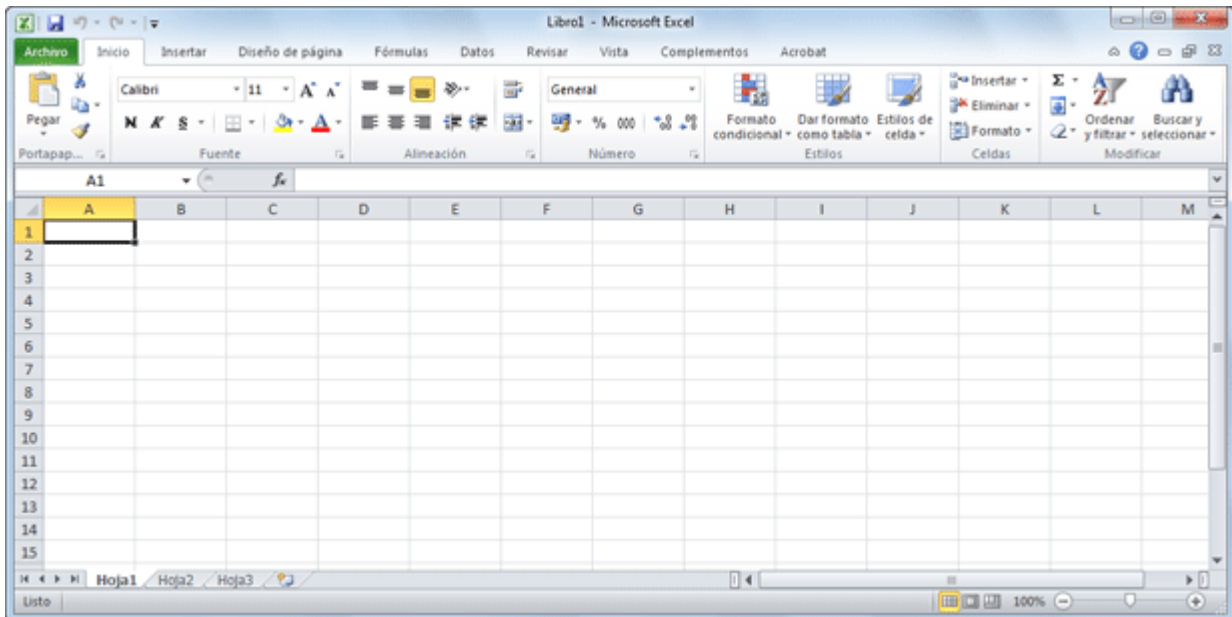 Libro1 - Microsoft Excel
Archivo Inicio Insertar Diseño de página Fórmulas Datos Revisar Vista Complementos Acrobat
Pegar
Portapap...
Calibri 11 A A
N K S A
Fuente
Alineación
General
% 000
Número
Formato condicional
Dar formato como tabla
Estilos de celda
Estilos
Insertar
Eliminar
Formato
Celdas
Σ
Ordenar y filtrar
Buscar y seleccionar
Modificar
A1 fx
A B C D E F G H I J K L M
1
2
3
4
5
6
7
8
9
10
11
12
13
14
15
Hoja1 Hoja2 Hoja3
Listo 100%